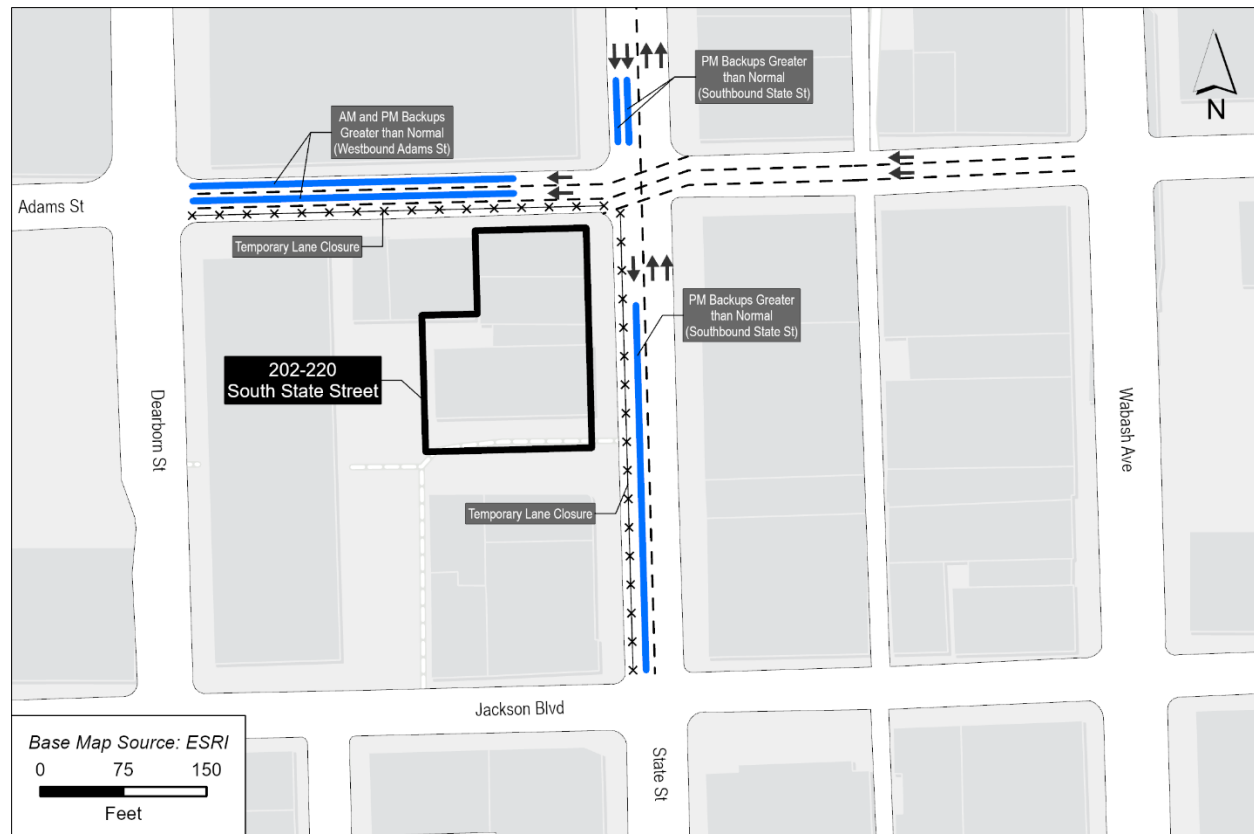 PM Backups Greater
than Normal
(Southbound State St)
N
AM and PM Backups
Greater than Normal
(Westbound Adams St)
Adams St
Temporary Lane Closure
PM Backups Greater
than Normal
(Southbound State St)
202-220
South State Street
Dearborn St
Wabash Ave
Temporary Lane Closure
Jackson Blvd
State St
Base Map Source: ESRI
0 75 150
Feet